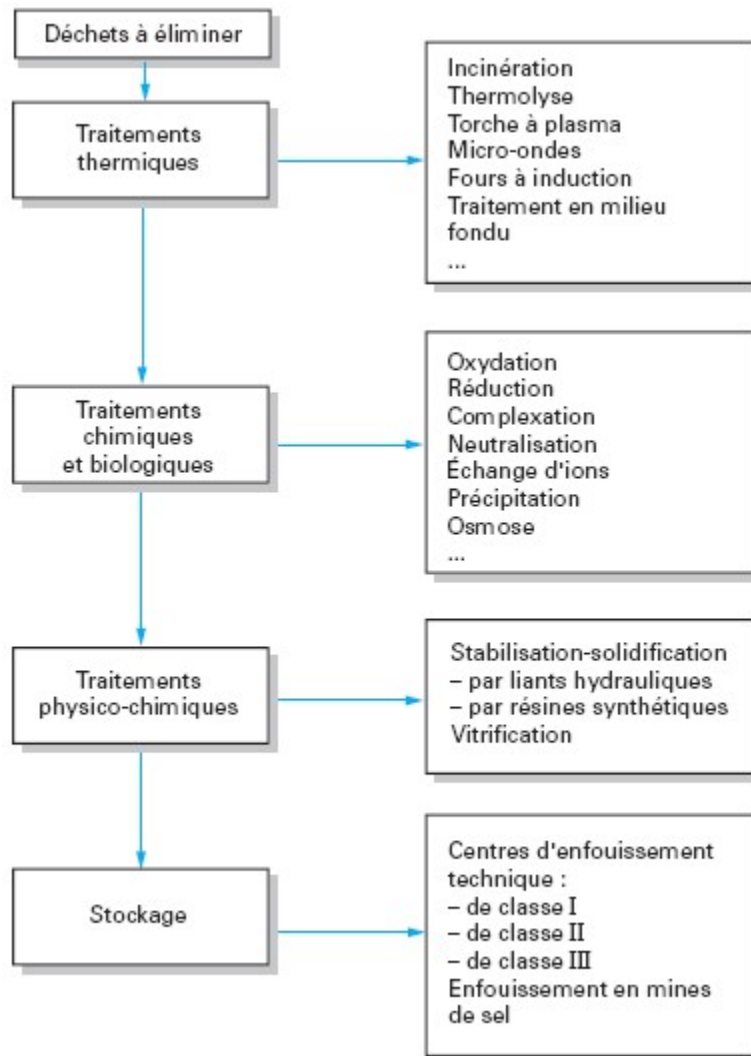 Déchets à éliminer
Traitements
thermiques
Incinération
Thermolyse
Torche à plasma
Micro-ondes
Fours à induction
Traitement en milieu
fondu
...
Traitements
chimiques
et biologiques
Oxydation
Réduction
Complexation
Neutralisation
Échange d'ions
Précipitation
Osmose
...
Traitements
physico-chimiques
Stabilisation-solidification
– par liants hydrauliques
– par résines synthétiques
Vitrification
Stockage
Centres d'enfouissement
technique :
– de classe I
– de classe II
– de classe III
Enfouissement en mines
de sel